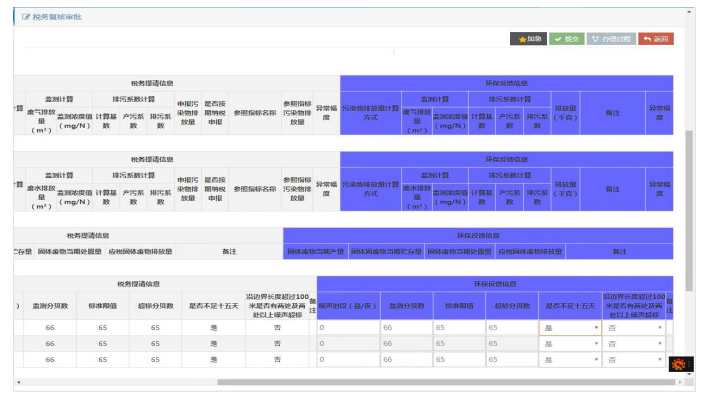 税务复核审批
加急 提交 办理过程 返回
税务提请信息 环保反馈信息
算 监测计算 排污系数计算 申报污染物排放量 是否按期纳税申报 参照指标名称 参照指标污染物排放量 异常幅度 污染物排放量计算方式 监测计算 排污系数计算 排放量（千克） 备注 异常幅度
废气排放量（m³） 监测浓度值（mg/N） 计算基数 产污系数 排污系数 废气排放量（m³） 监测浓度值（mg/N） 计算基数 产污系数 排污系数
税务提请信息 环保反馈信息
算 监测计算 排污系数计算 申报污染物排放量 是否按期纳税申报 参照指标名称 参照指标污染物排放量 异常幅度 污染物排放量计算方式 监测计算 排污系数计算 排放量（千克） 备注 异常幅度
废水排放量（m³） 监测浓度值（mg/N） 计算基数 产污系数 排污系数 废水排放量（m³） 监测浓度值（mg/N） 计算基数 产污系数 排污系数
税务提请信息 环保反馈信息
贮存量 固体废物当期处置量 应税固体废物排放量 备注 固体废物当期产量 固体固废物当期贮存量 固体废物当期处置量 应税固体废物排放量 备注
税务提请信息 环保反馈信息
） 监测分贝数 标准限值 超标分贝数 是否不足十五天 沿边界长度超过100米是否有两处及两处以上噪声超标 备注 噪声时段（昼/夜） 监测分贝数 标准限值 超标分贝数 是否不足十五天 沿边界长度超过100米是否有两处及两处以上噪声超标 备注
66 65 65 是 否 0 66 65 65 是 否
66 65 65 是 否 0 66 65 65 是 否
66 65 65 是 否 0 66 65 65 是 否